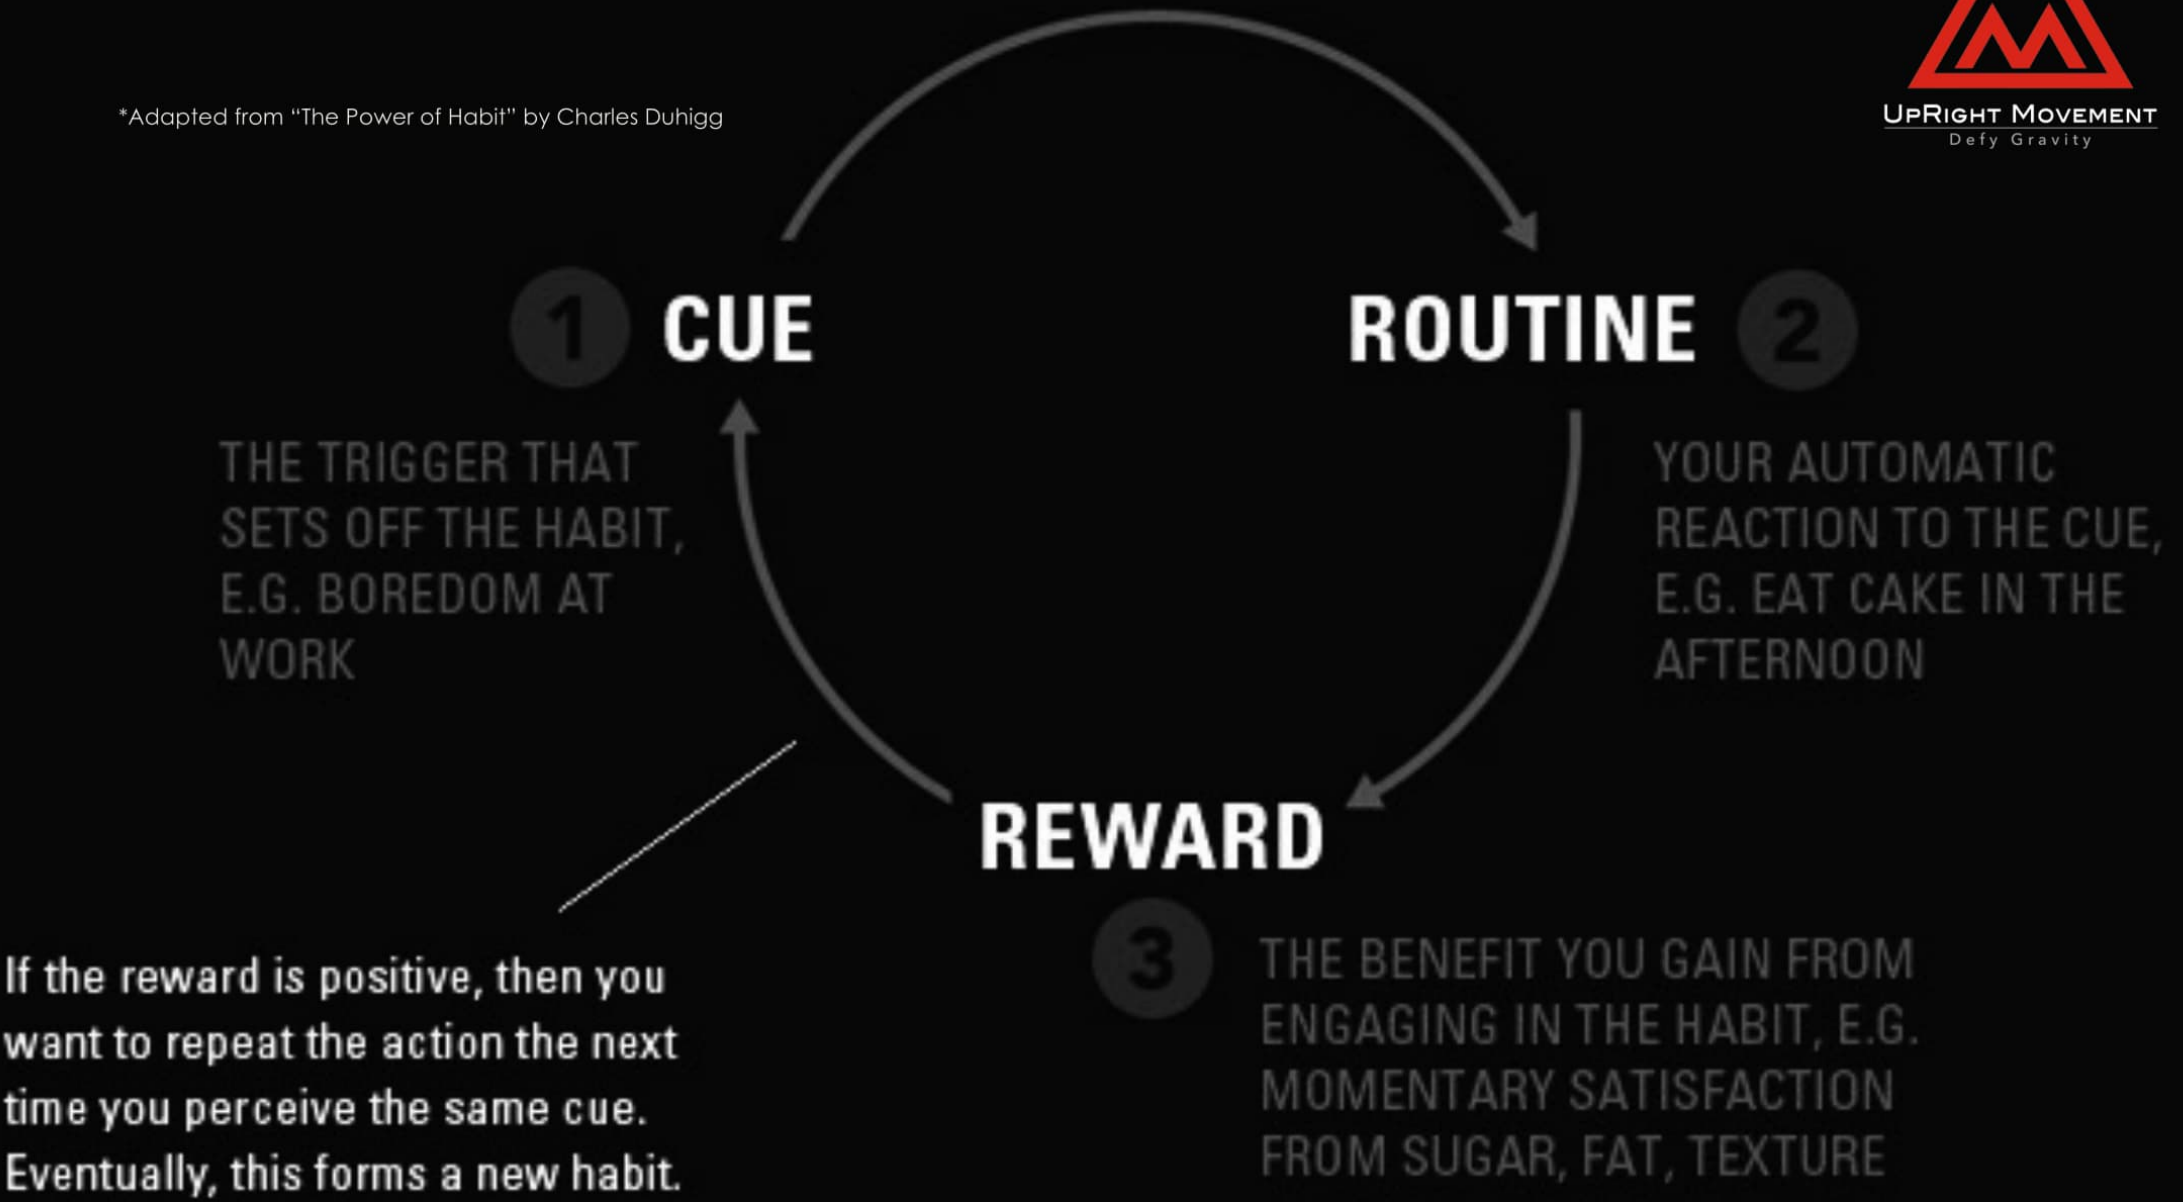 *Adapted from “The Power of Habit” by Charles Duhigg
UPRIGHT MOVEMENT
Defy Gravity
1 CUE
THE TRIGGER THAT
SETS OFF THE HABIT,
E.G. BOREDOM AT
WORK
ROUTINE 2
YOUR AUTOMATIC
REACTION TO THE CUE,
E.G. EAT CAKE IN THE
AFTERNOON
REWARD
3
THE BENEFIT YOU GAIN FROM
ENGAGING IN THE HABIT, E.G.
MOMENTARY SATISFACTION
FROM SUGAR, FAT, TEXTURE
If the reward is positive, then you
want to repeat the action the next
time you perceive the same cue.
Eventually, this forms a new habit.